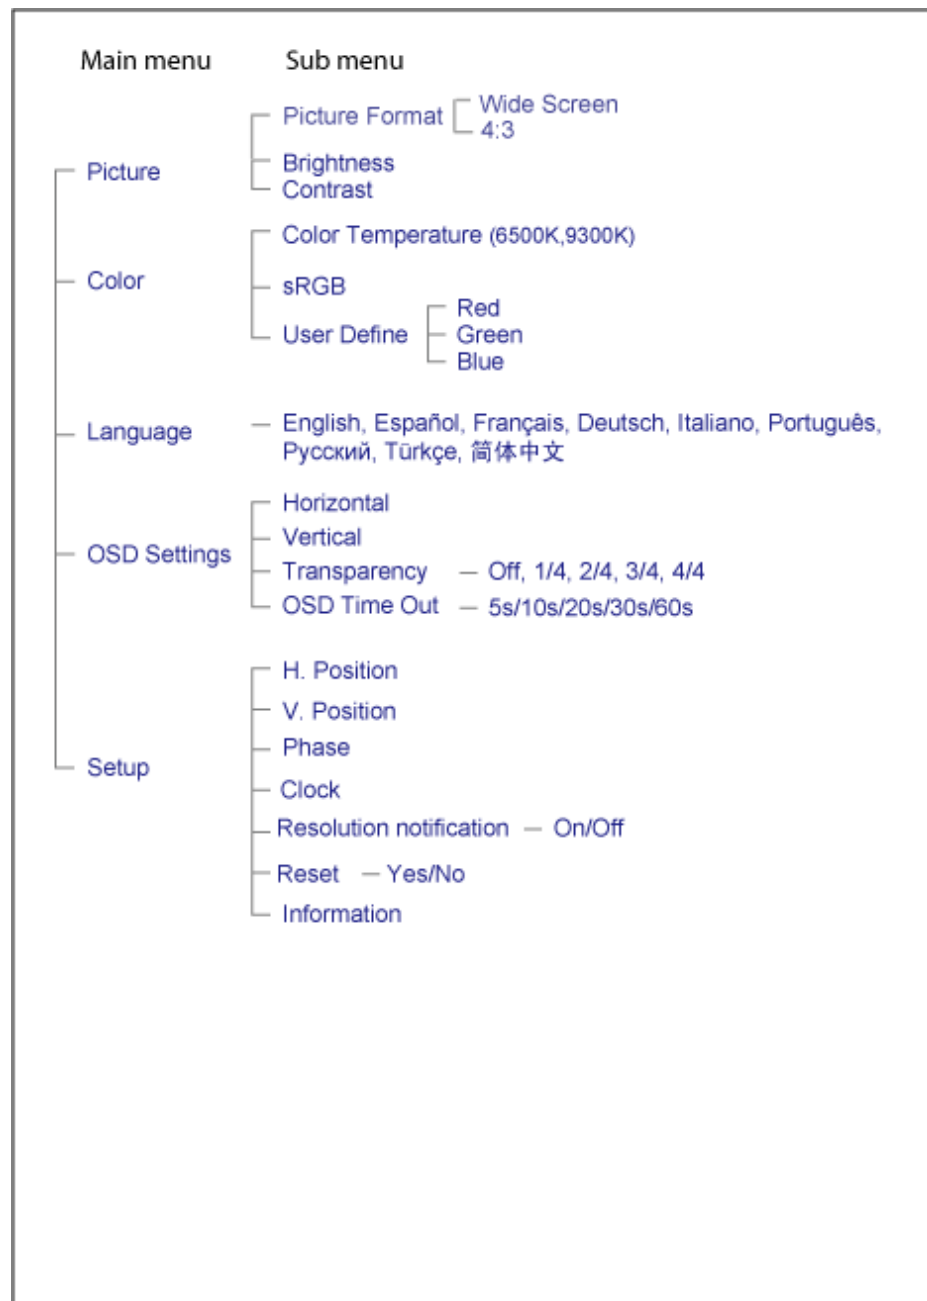 Main menu Sub menu
Picture
Picture Format
Wide Screen
4:3
Brightness
Contrast
Color
Color Temperature (6500K,9300K)
sRGB
User Define
Red
Green
Blue
Language
English, Español, Français, Deutsch, Italiano, Português,
Русский, Türkçe, 简体中文
OSD Settings
Horizontal
Vertical
Transparency — Off, 1/4, 2/4, 3/4, 4/4
OSD Time Out — 5s/10s/20s/30s/60s
Setup
H. Position
V. Position
Phase
Clock
Resolution notification — On/Off
Reset — Yes/No
Information